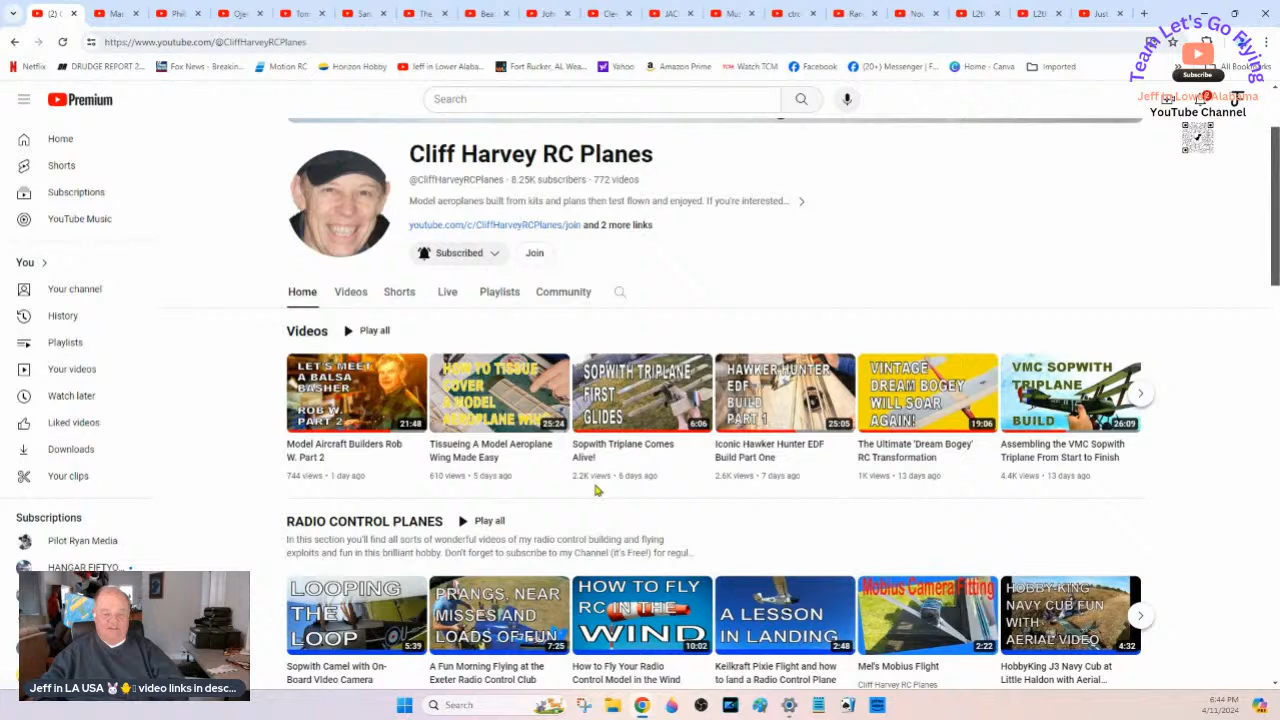 (2)
https://www.youtube.com/@CliffHarveyRCPlanes
Netflix
DRUDGE REPORT 2...
Fox News - Breakin...
Motion RC
Horizon Hobby
Jeff in Lower Alaba...
Fort Rucker, AL Wea...
Yahoo
Amazon Prime
Watch TCM
Facebook
(20+) Messenger | F...
Home - Canva
Imported
Team Let's Go Flying
Subscribe
YouTube Channel
Premium
Search
Home
Shorts
Subscriptions
YouTube Music
You
Your channel
History
Playlists
Your videos
Watch later
Liked videos
Downloads
Your clips
Subscriptions
Pilot Ryan Media
HANGAR FIFTYO...
Cliff Harvey RC Planes
@CliffHarveyRCPlanes · 8.25K subscribers · 772 videos
Model aeroplanes built from kits and plans then test flown and enjoyed. If you're interested...
youtube.com/c/CliffHarveyRCPlanes/join and 2 more links
Subscribed
Join
Home Videos Shorts Live Playlists Community
Videos Play all
LET'S MEET
A BALSA
BASHER
ROB W.
PART 2
21:48
Model Aircraft Builders Rob
W. Part 2
744 views · 1 day ago
HOW TO TISSUE
COVER
A MODEL
AEROPLANE WING
25:24
Tissueing A Model Aeroplane
Wing Made Easy
610 views · 5 days ago
SOPWITH TRIPLANE
FIRST
GLIDES
6:06
Sopwith Triplane Comes
Alive!
2.2K views · 6 days ago
HAWKER HUNTER
EDF
BUILD
PART 1
25:05
Iconic Hawker Hunter EDF
Build Part One
2.6K views · 7 days ago
VINTAGE
DREAM BOGEY
WILL SOAR
AGAIN!
19:06
The Ultimate 'Dream Bogey'
RC Transformation
1K views · 13 days ago
VMC SOPWITH
TRIPLANE
BUILD
26:09
Assembling the VMC Sopwith
Triplane From Start to Finish
4.4K views · 13 days ago
RADIO CONTROL PLANES Play all
In this section you'll find all sorts of wonderful videos of my radio control building and flying
exploits and fun in this brilliant hobby. Don't forget to subscribe to my Channel (it's Free!) for regul...
LOOPING
THE
LOOP
5:39
Sopwith Camel with On-
Board Video Camera
PRANGS, NEAR
MISSES AND
LOADS OF FUN
7:25
A Fun Morning Flying at the
Exeter Radio Control Club
HOW TO FLY
RC IN THE
WIND
10:02
How to Fly Your Radio
Control Model in the Wind
A LESSON
IN LANDING
2:48
Keilkraft Pixie Flight and how
to land a Radio Control Plane
Mobius Camera Fitting
2:22
Mel's Mobius Flight
Cliff Harvey RC Planes
HOBBY-KING
NAVY CUB FUN
WITH
AERIAL VIDEO
4:32
HobbyKing J3 Navy Cub at
Little Haldon with Aerial...
Jeff in LA USA 🐰🐥 video links in desc...
Search
6:44 PM
4/11/2024